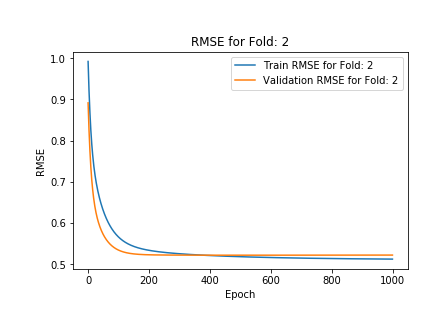 RMSE for Fold: 2
Train RMSE for Fold: 2
Validation RMSE for Fold: 2
RMSE
1.0
0.9
0.8
0.7
0.6
0.5
0 200 400 600 800 1000
Epoch